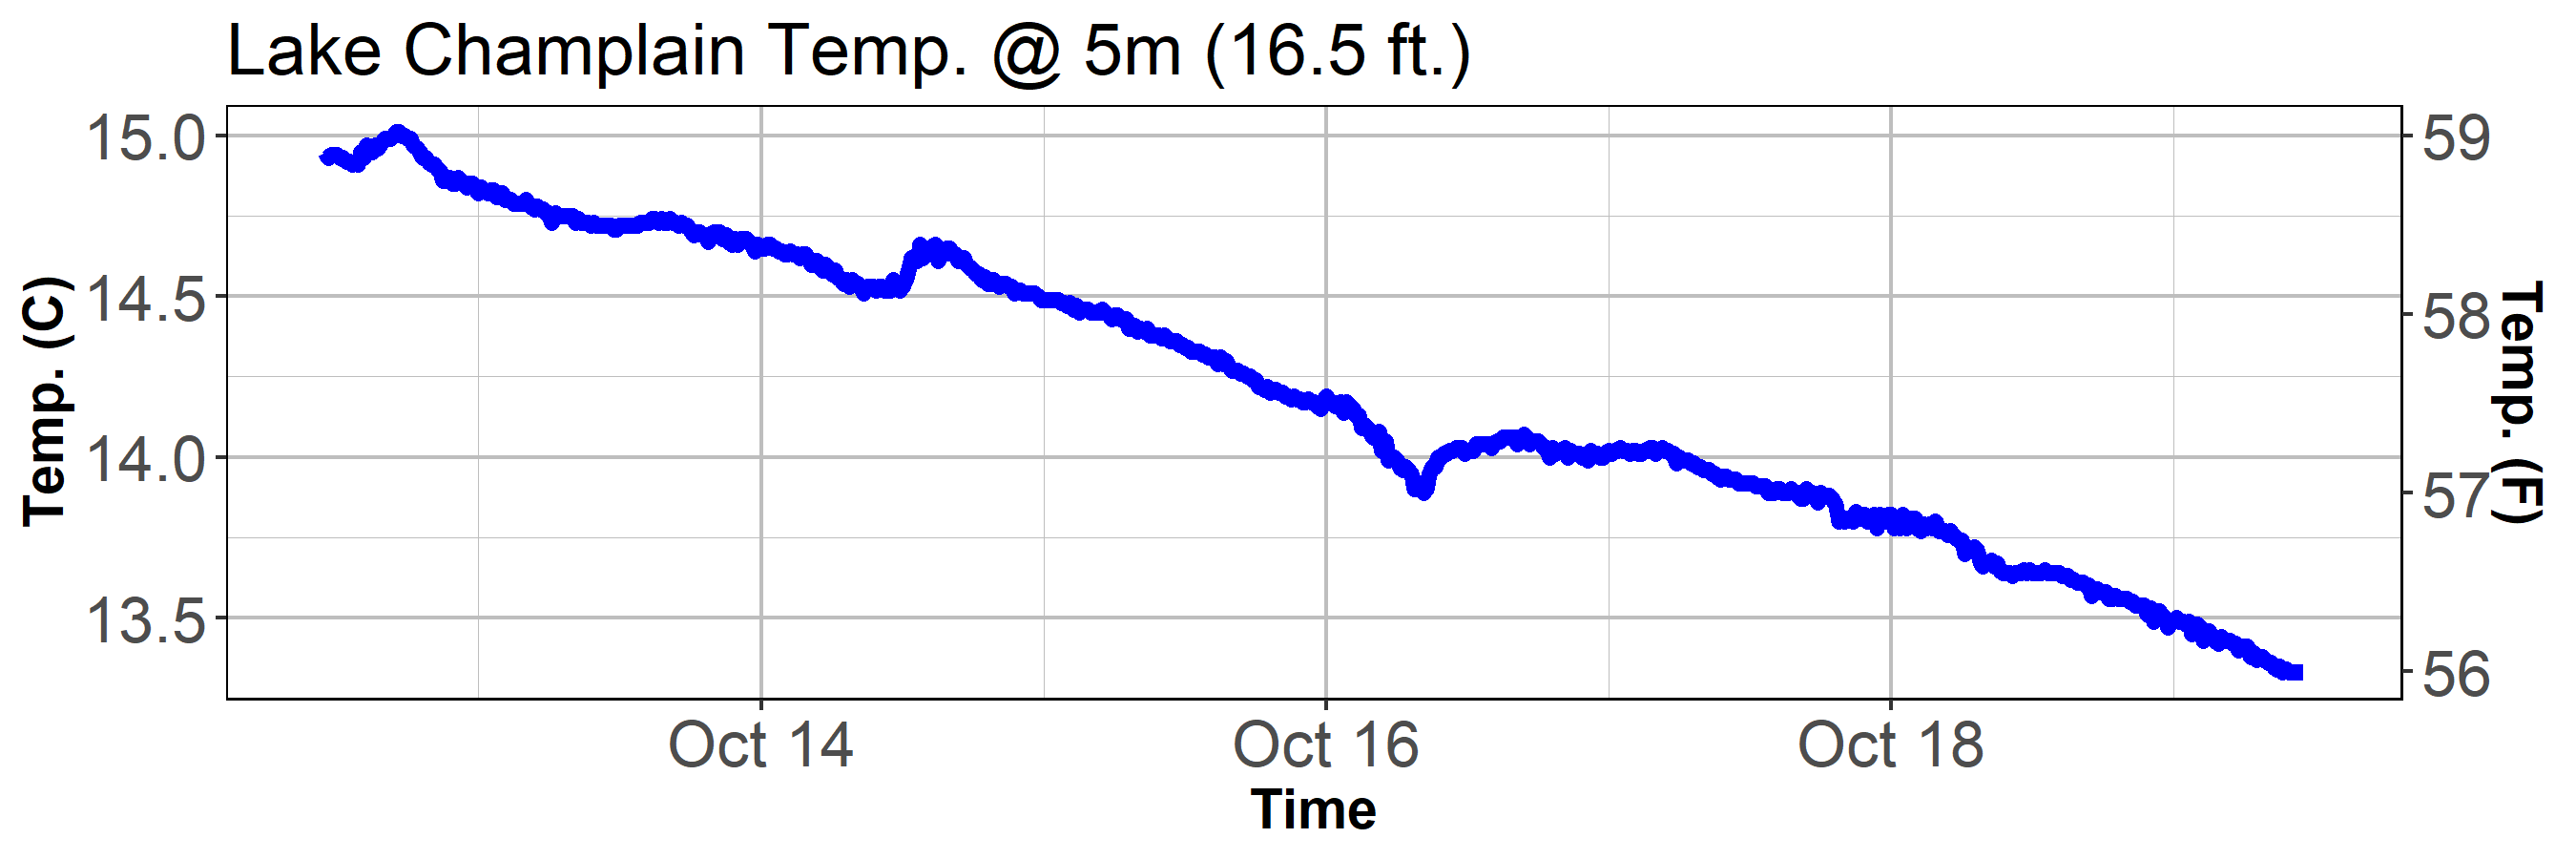 Lake Champlain Temp. @ 5m (16.5 ft.)
15.0
14.5
14.0
13.5
Temp. (C)
59
58
57
56
Temp. (F)
Oct 14 Oct 16 Oct 18
Time